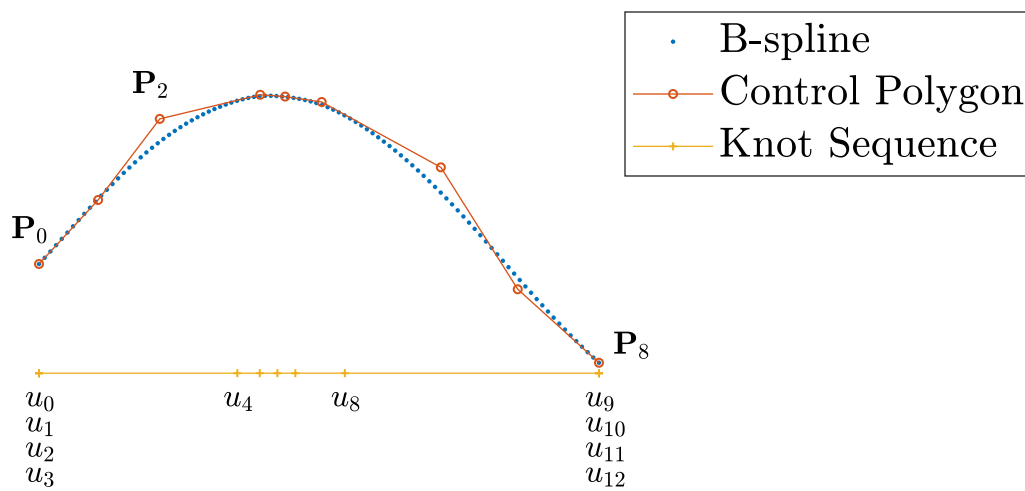 B-spline
Control Polygon
Knot Sequence
P₂
P₀
P₈
u₀ u₄ u₈ u₉
u₁ u₁₀
u₂ u₁₁
u₃ u₁₂